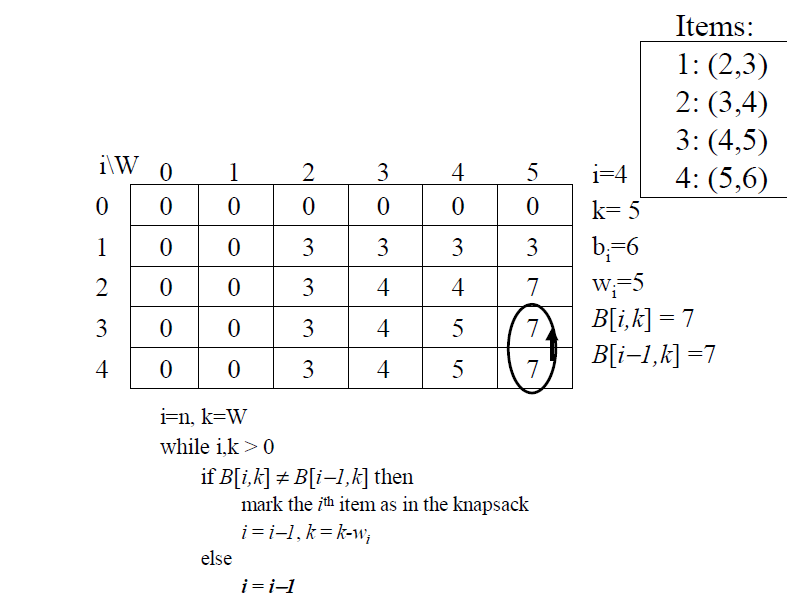 Items:
1: (2,3)
2: (3,4)
3: (4,5)
4: (5,6)
i\W 0 1 2 3 4 5
0 0 0 0 0 0 0
1 0 0 3 3 3 3
2 0 0 3 4 4 7
3 0 0 3 4 5 7
4 0 0 3 4 5 7
i=4
k= 5
bᵢ=6
wᵢ=5
B[i,k] = 7
B[i–1,k] =7
i=n, k=W
while i,k > 0
if B[i,k] ≠ B[i–1,k] then
mark the iᵗʰ item as in the knapsack
i = i–1, k = k-wᵢ
else
i = i–1